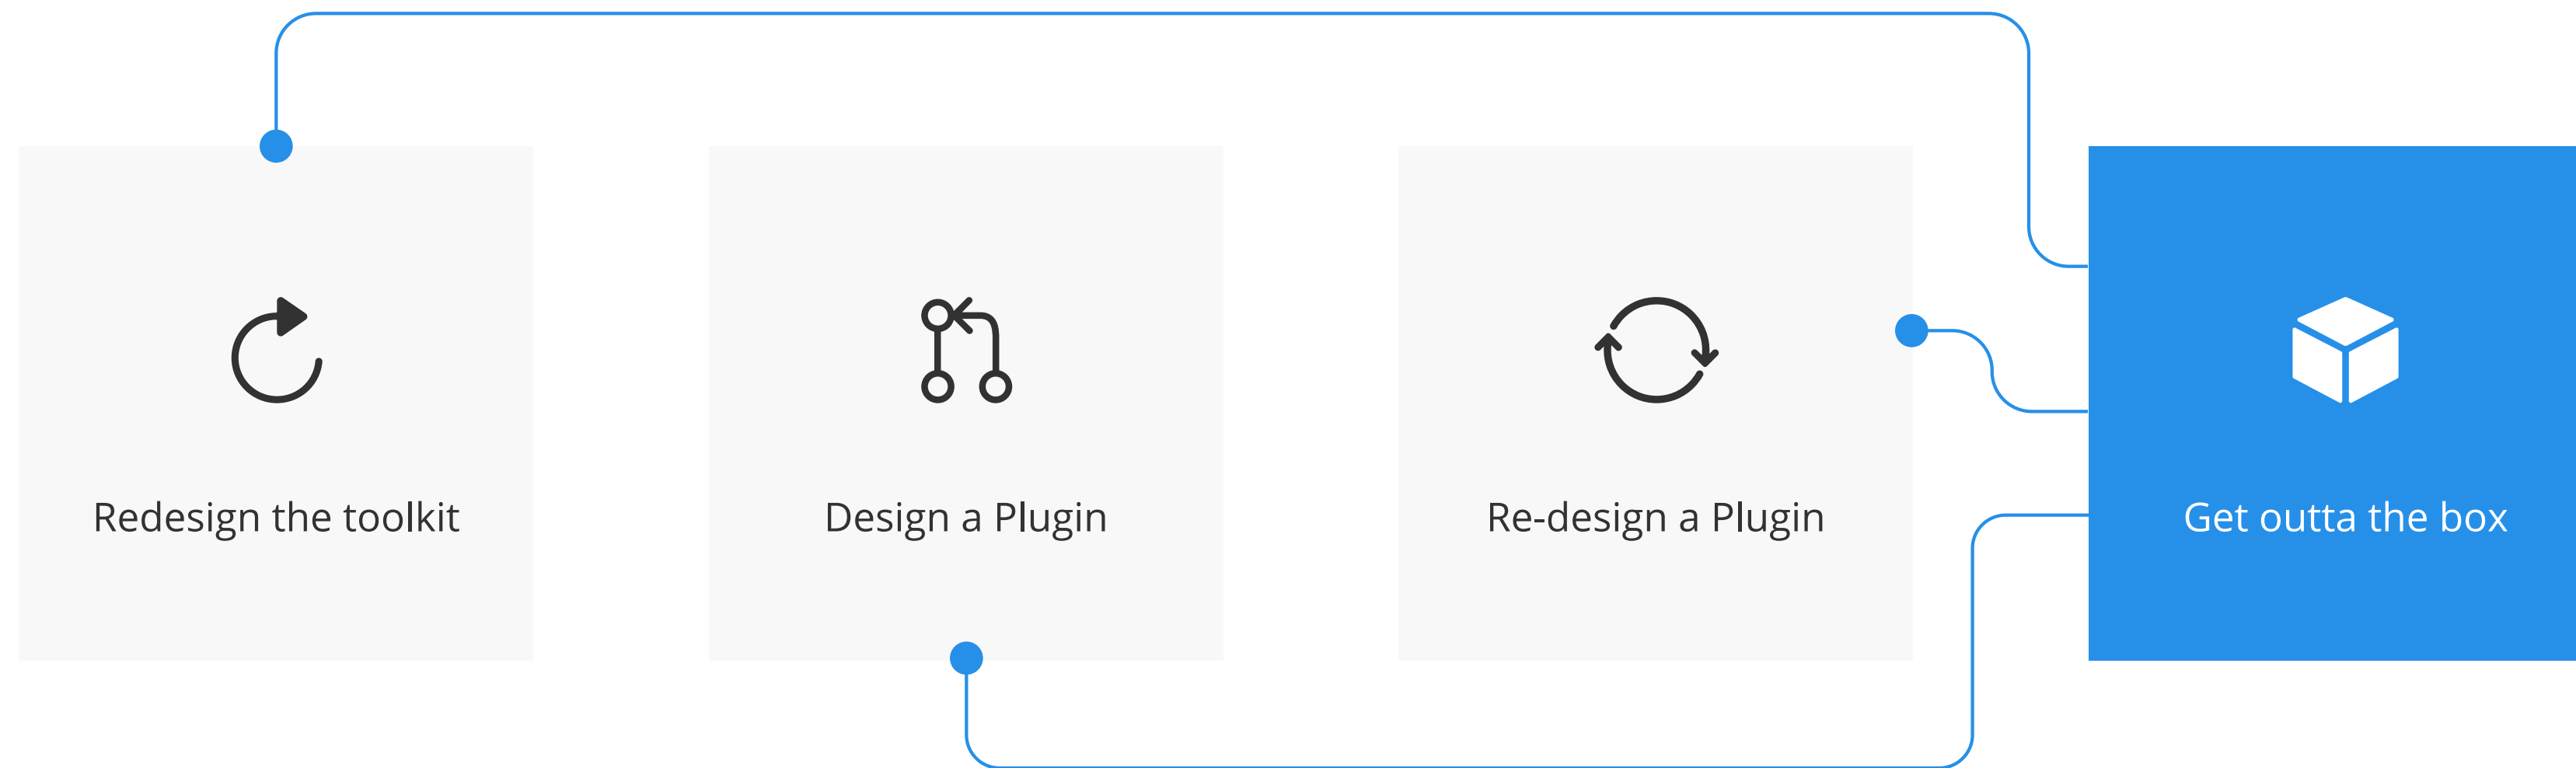 Redesign the toolkit
Design a Plugin
Re-design a Plugin
Get outta the box